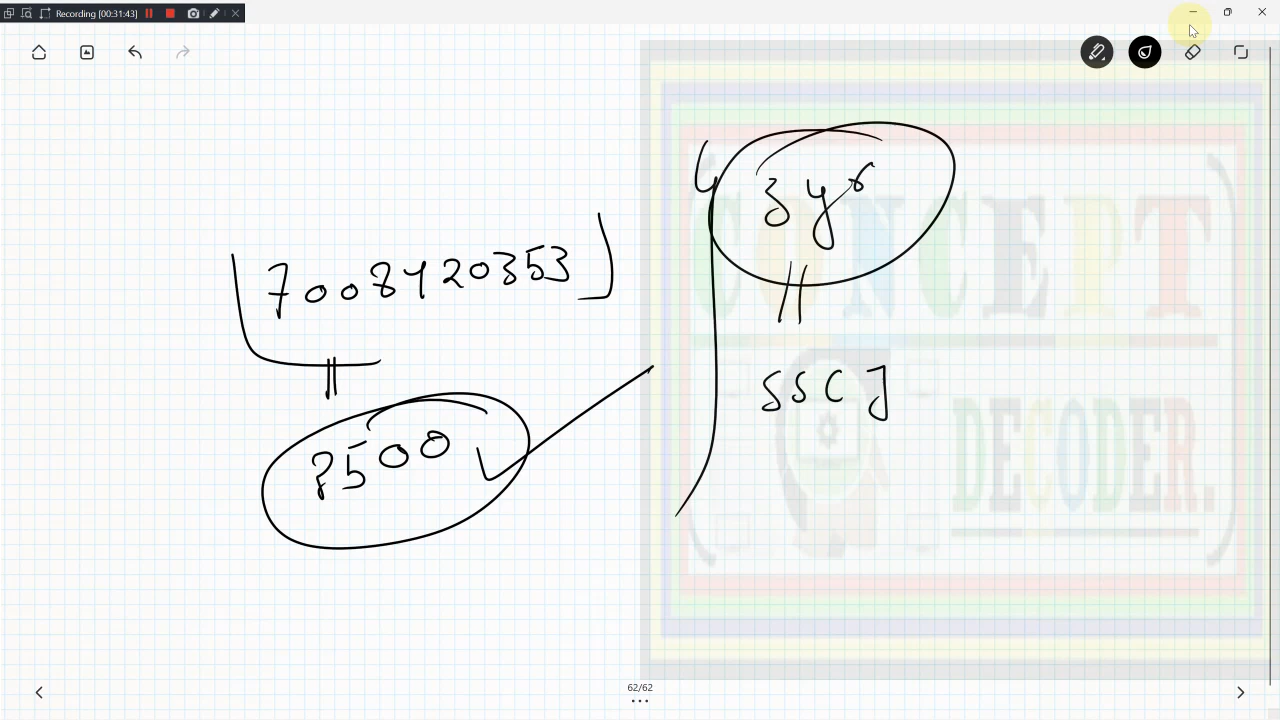 Recording [00:31:43]
CONCEPT
3 yr
7008420353
SSC
8500
DECODER.
62/62